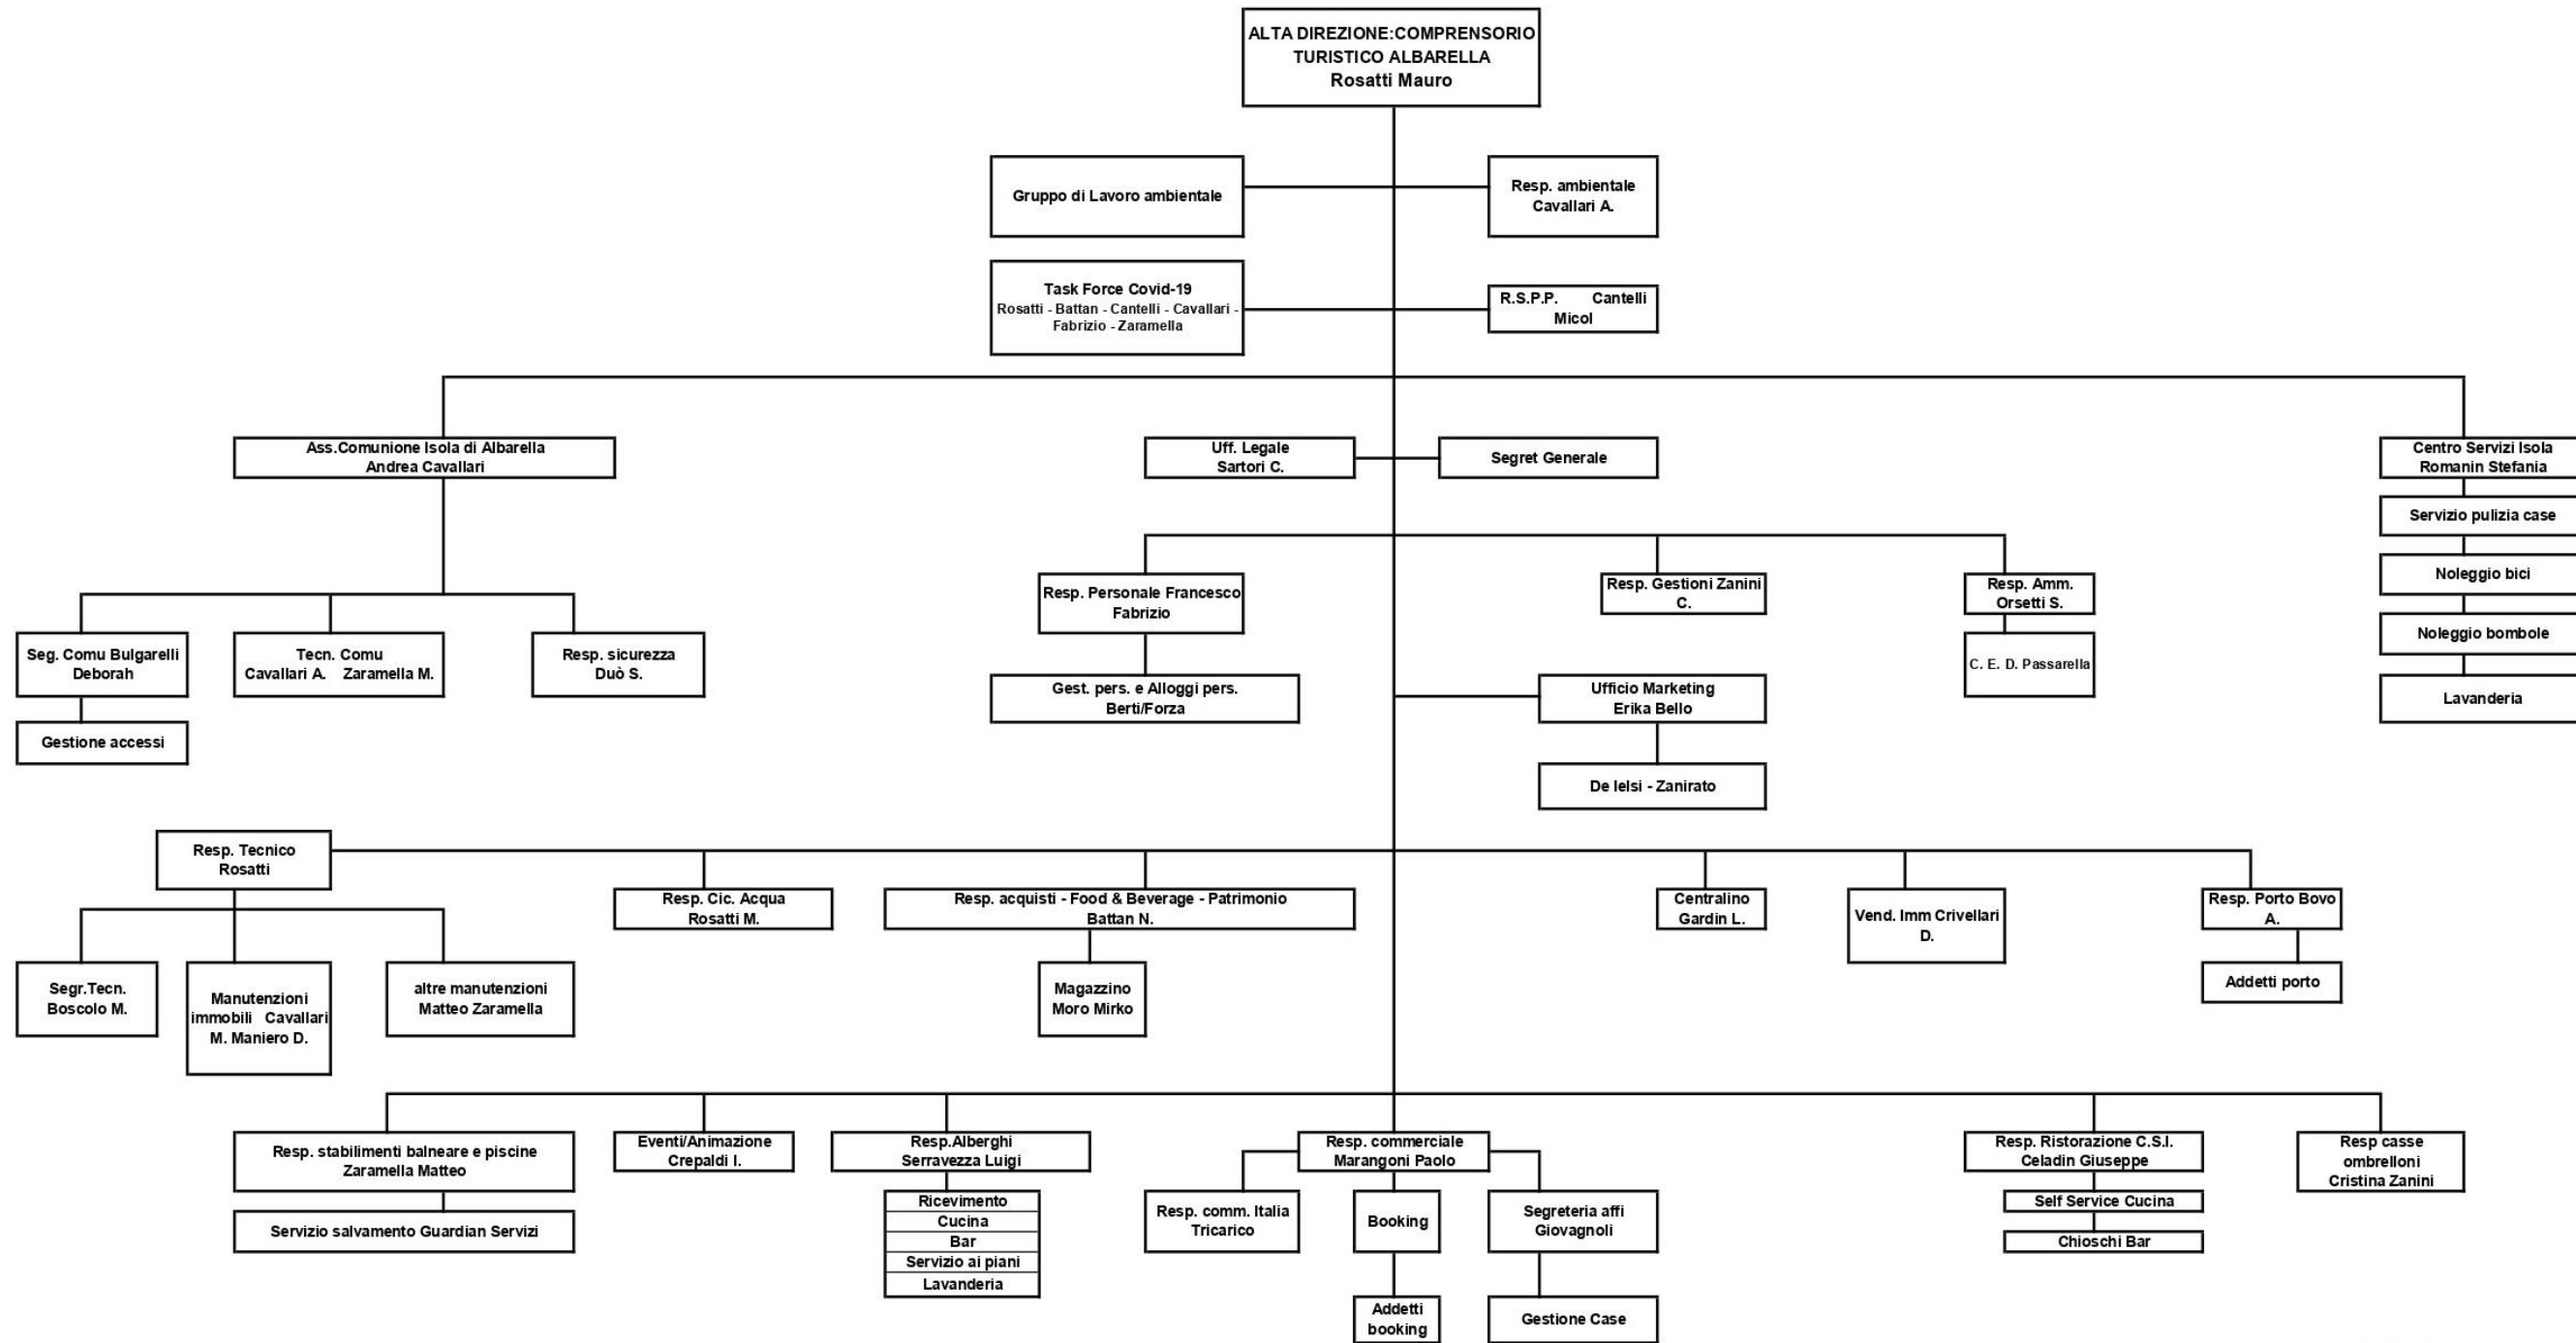 ALTA DIREZIONE:COMPRENSORIO
TURISTICO ALBARELLA
Rosatti Mauro
Gruppo di Lavoro ambientale
Resp. ambientale
Cavallari A.
Task Force Covid-19
Rosatti - Battan - Cantelli - Cavallari -
Fabrizio - Zaramella
R.S.P.P. Cantelli
Micol
Ass.Comunione Isola di Albarella
Andrea Cavallari
Uff. Legale
Sartori C.
Segret Generale
Centro Servizi Isola
Romanin Stefania
Servizio pulizia case
Noleggio bici
Noleggio bombole
Lavanderia
Resp. Personale Francesco
Fabrizio
Resp. Gestioni Zanini
C.
Resp. Amm.
Orsetti S.
Seg. Comu Bulgarelli
Deborah
Tecn. Comu
Cavallari A. Zaramella M.
Resp. sicurezza
Duò S.
C. E. D. Passarella
Gest. pers. e Alloggi pers.
Berti/Forza
Ufficio Marketing
Erika Bello
Gestione accessi
De Ielsi - Zanirato
Resp. Tecnico
Rosatti
Resp. Cic. Acqua
Rosatti M.
Resp. acquisti - Food & Beverage - Patrimonio
Battan N.
Centralino
Gardin L.
Vend. Imm Crivellari
D.
Resp. Porto Bovo
A.
Segr.Tecn.
Boscolo M.
Manutenzioni
immobili Cavallari
M. Maniero D.
altre manutenzioni
Matteo Zaramella
Magazzino
Moro Mirko
Addetti porto
Resp. stabilimenti balneare e piscine
Zaramella Matteo
Eventi/Animazione
Crepaldi I.
Resp.Alberghi
Serravezza Luigi
Resp. commerciale
Marangoni Paolo
Resp. Ristorazione C.S.I.
Celadin Giuseppe
Resp casse
ombrelloni
Cristina Zanini
Servizio salvamento Guardian Servizi
Ricevimento
Cucina
Bar
Servizio ai piani
Lavanderia
Resp. comm. Italia
Tricarico
Booking
Segreteria affi
Giovagnoli
Self Service Cucina
Chioschi Bar
Addetti
booking
Gestione Case